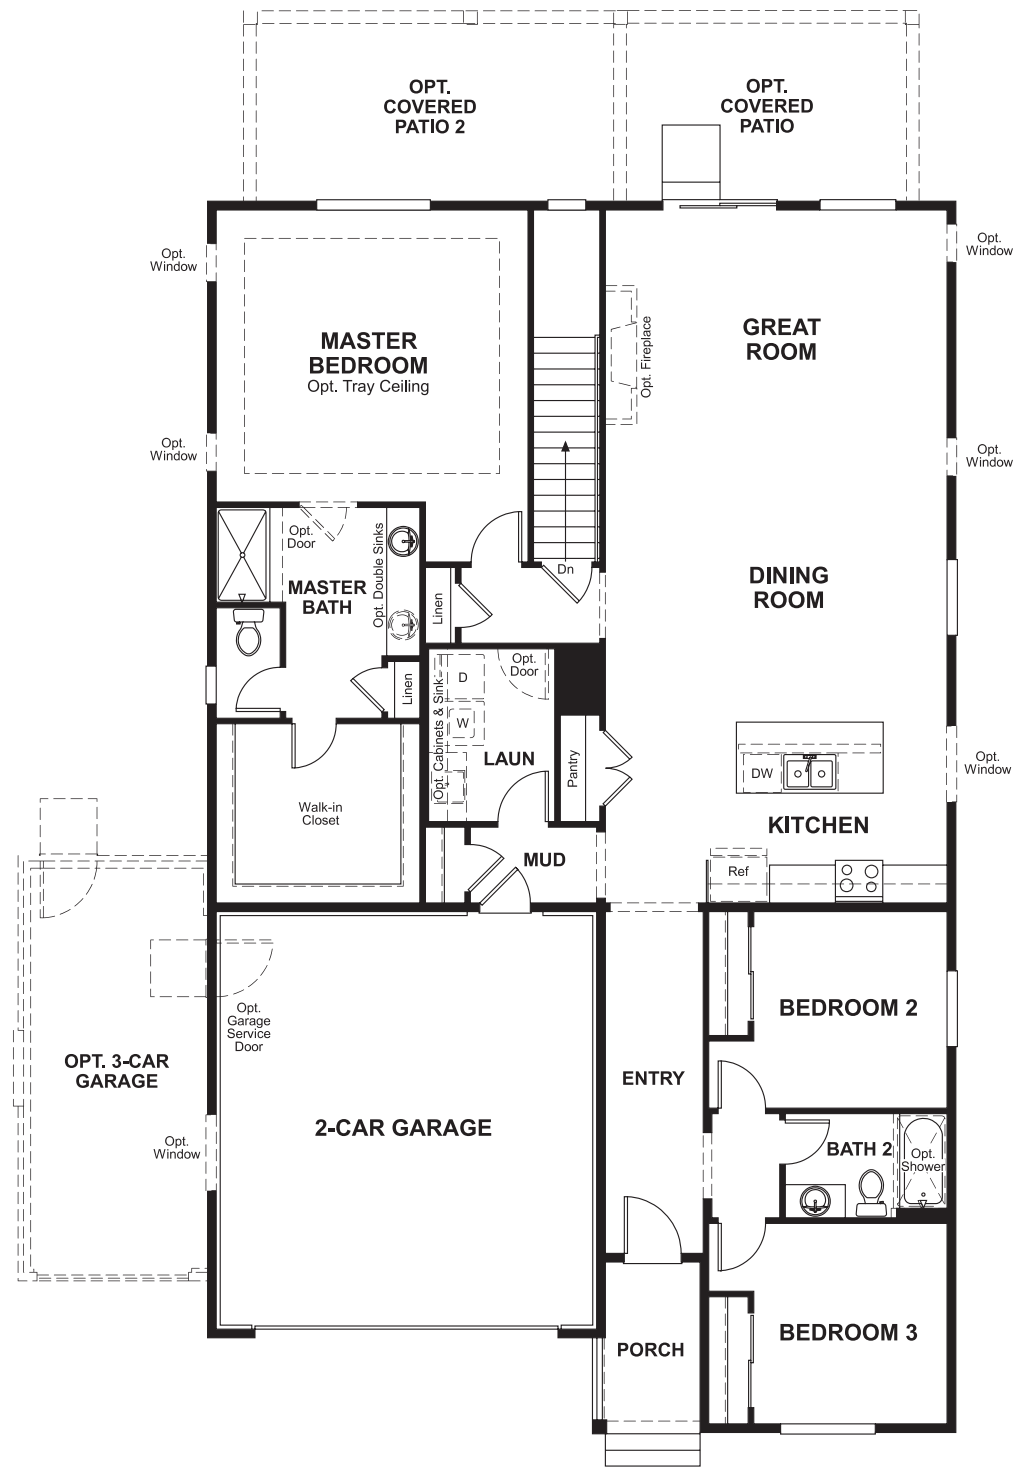 OPT.
COVERED
PATIO 2
OPT.
COVERED
PATIO
Opt.
Window
Opt.
Window
MASTER
BEDROOM
Opt. Tray Ceiling
Opt. Fireplace
GREAT
ROOM
Opt.
Window
Opt.
Window
Opt.
Door
Opt. Double Sinks
MASTER
BATH
Linen
Dn
DINING
ROOM
Linen
Opt. Cabinets & Sink
D
W
Opt.
Door
LAUN
Pantry
DW
Opt.
Window
KITCHEN
Walk-in
Closet
MUD
Ref
Opt.
Garage
Service
Door
OPT. 3-CAR
GARAGE
Opt.
Window
2-CAR GARAGE
ENTRY
BEDROOM 2
BATH 2
Opt.
Shower
PORCH
BEDROOM 3